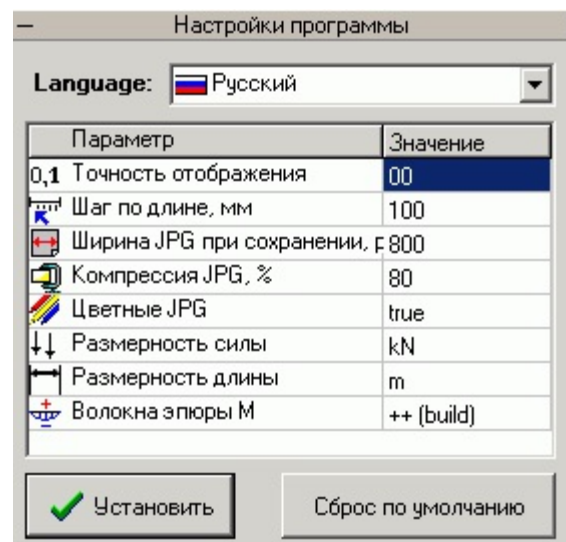 Настройки программы
Language: Русский
Параметр Значение
0,1 Точность отображения 00
Шаг по длине, мм 100
Ширина JPG при сохранении, р 800
Компрессия JPG, % 80
Цветные JPG true
Размерность силы kN
Размерность длины m
Волокна эпюры М ++ (build)
Установить Сброс по умолчанию